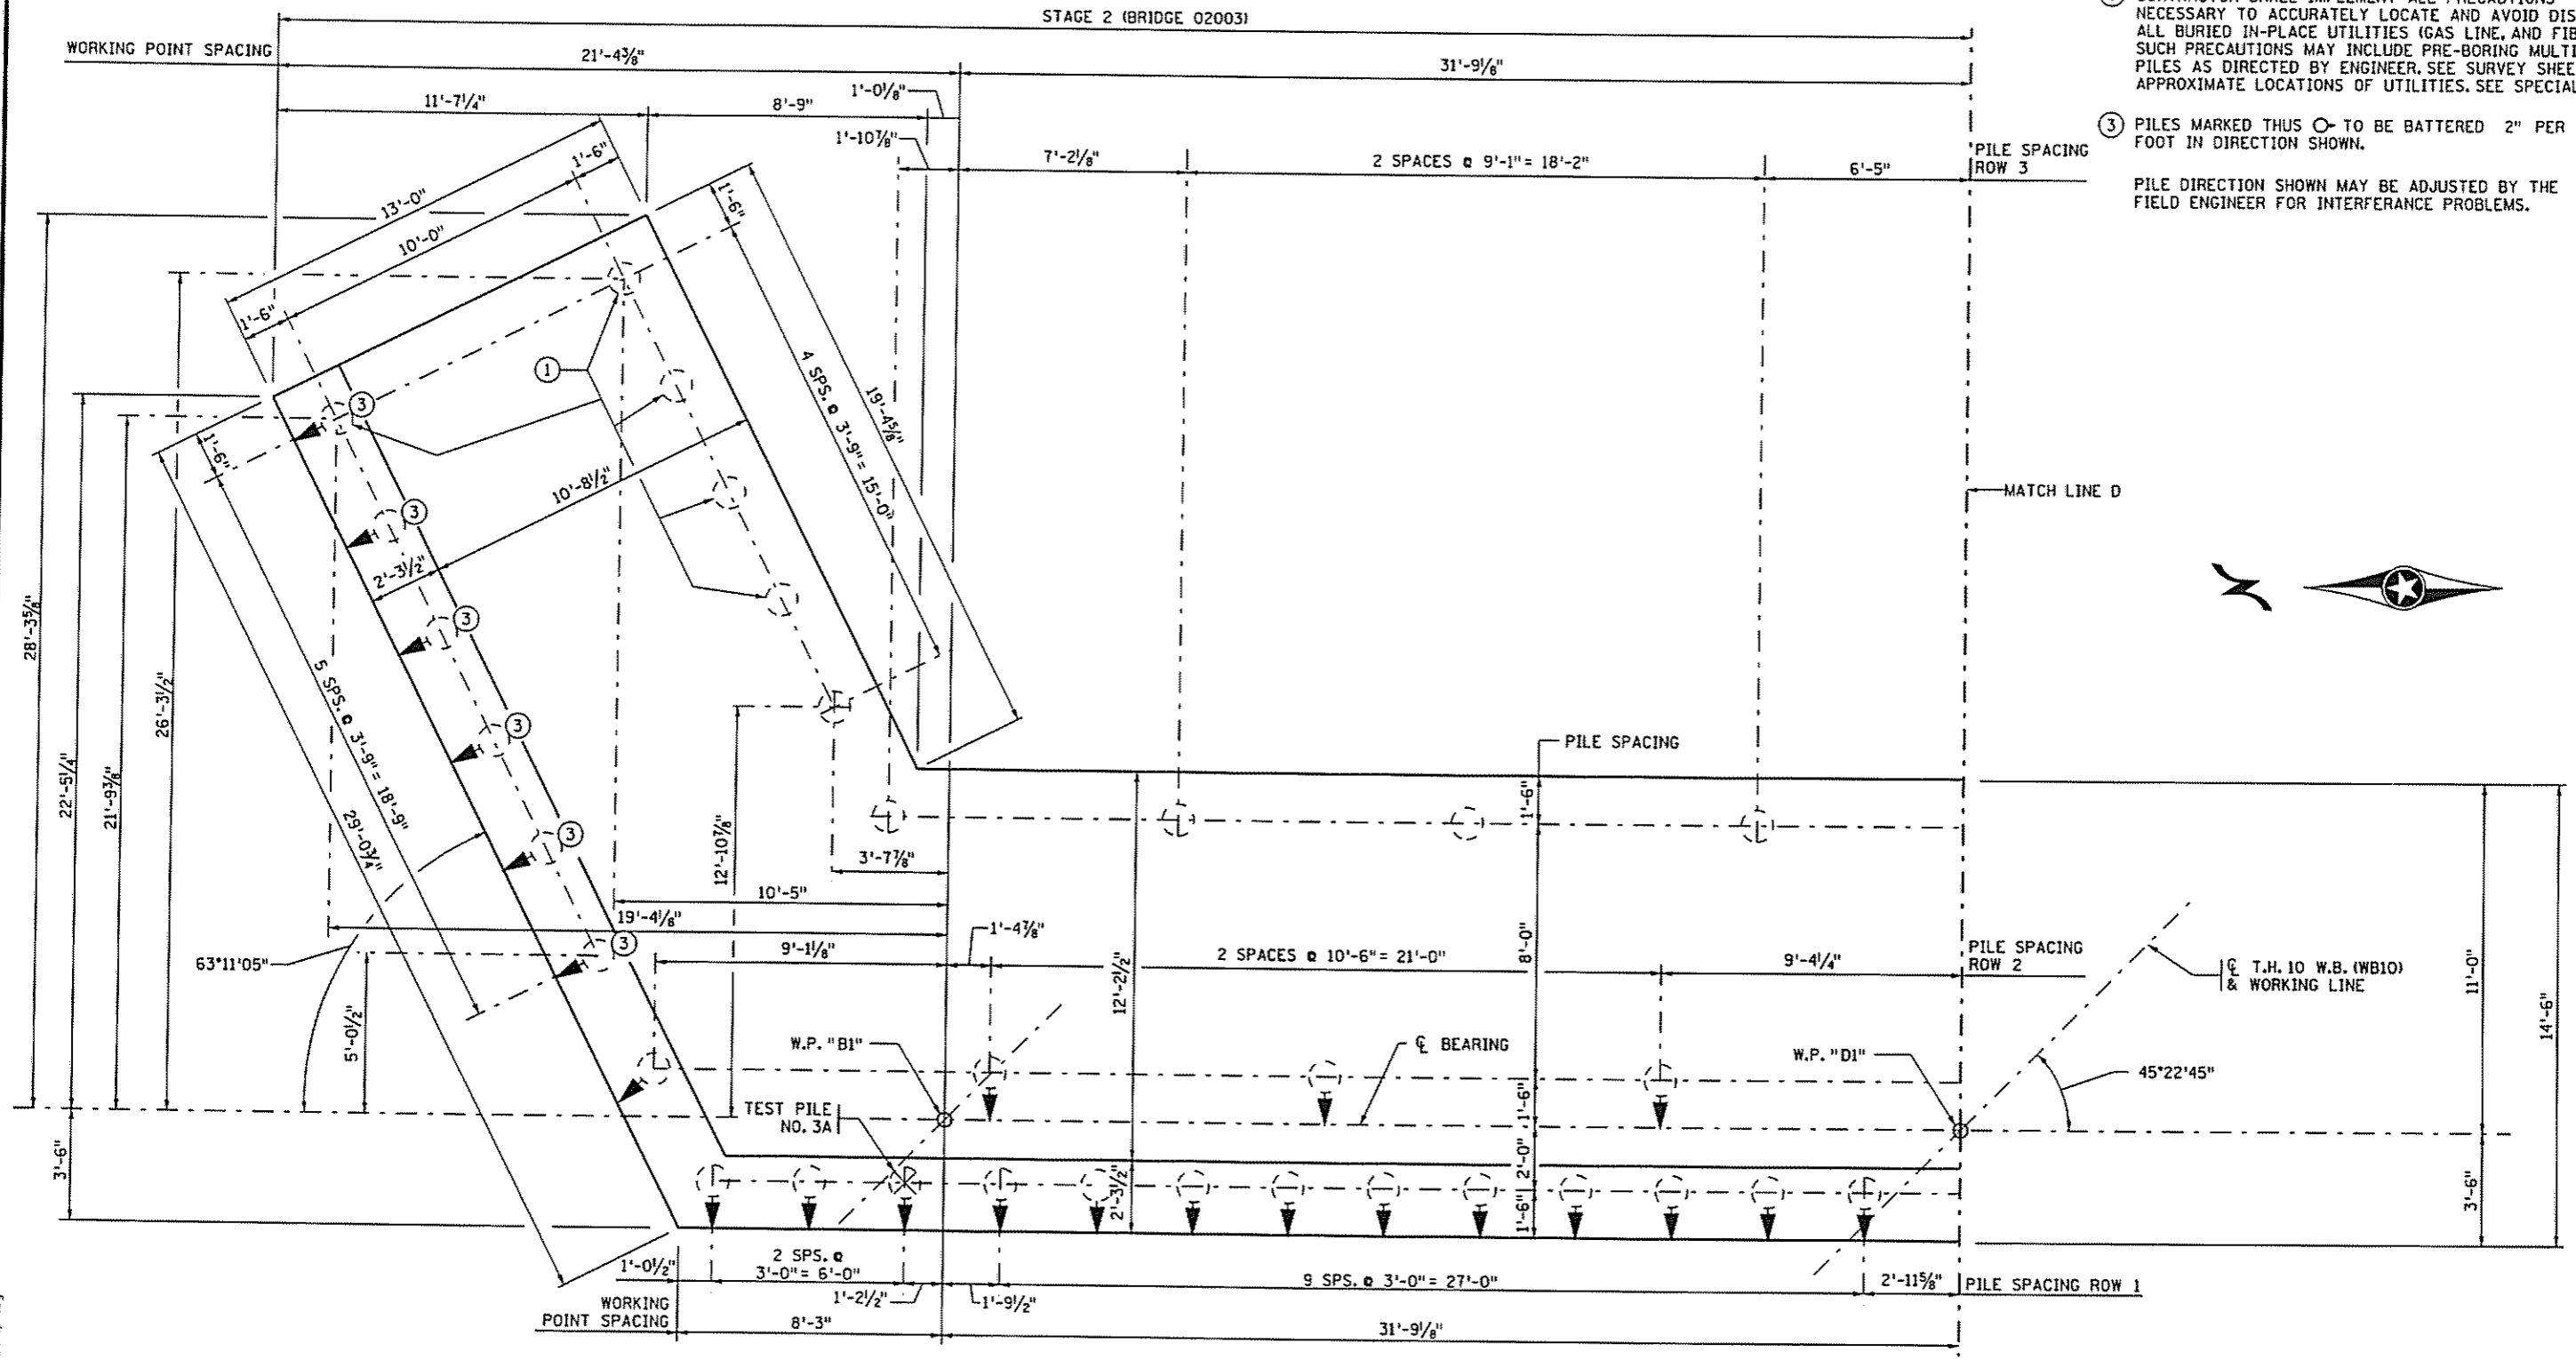 STAGE 2 (BRIDGE 02003)
WORKING POINT SPACING
21'-4⅜"
31'-9⅛"
11'-7¼"
8'-9"
1'-0⅛"
1'-10⅞"
7'-2⅛"
2 SPACES @ 9'-1" = 18'-2"
6'-5"
PILE SPACING
ROW 3
NECESSARY TO ACCURATELY LOCATE AND AVOID DIS
ALL BURIED IN-PLACE UTILITIES (GAS LINE, AND FIB
SUCH PRECAUTIONS MAY INCLUDE PRE-BORING MULTI
PILES AS DIRECTED BY ENGINEER. SEE SURVEY SHEE
APPROXIMATE LOCATIONS OF UTILITIES. SEE SPECIAL
3 PILES MARKED THUS TO BE BATTERED 2" PER
FOOT IN DIRECTION SHOWN.
PILE DIRECTION SHOWN MAY BE ADJUSTED BY THE
FIELD ENGINEER FOR INTERFERANCE PROBLEMS.
13'-0"
10'-0"
1'-6"
1'-6"
1'-6"
1'-6"
1
3
3
3
3
3
3
4 SPS. @ 3'-9" = 15'-0"
19'-4⅝"
10'-8½"
2'-3½"
5 SPS. @ 3'-9" = 18'-9"
29'-0¾"
28'-3⅝"
22'-5¼"
21'-9⅜"
26'-3½"
MATCH LINE D
PILE SPACING
1'-6"
8'-0"
12'-10⅞"
3'-7⅞"
10'-5"
19'-4⅛"
9'-1⅛"
1'-4⅞"
2 SPACES @ 10'-6" = 21'-0"
9'-4¼"
PILE SPACING
ROW 2
℄ T.H. 10 W.B. (WB10)
& WORKING LINE
63°11'05"
5'-0½"
12'-2½"
11'-0"
14'-6"
W.P. "B1"
℄ BEARING
W.P. "D1"
45°22'45"
TEST PILE
NO. 3A
1'-6"
2'-0"
1'-6"
2'-3½"
3'-6"
3'-6"
1'-0½"
2 SPS. @
3'-0" = 6'-0"
1'-2½"
1'-9½"
9 SPS. @ 3'-0" = 27'-0"
2'-11⅝"
PILE SPACING ROW 1
WORKING
POINT SPACING
8'-3"
31'-9⅛"